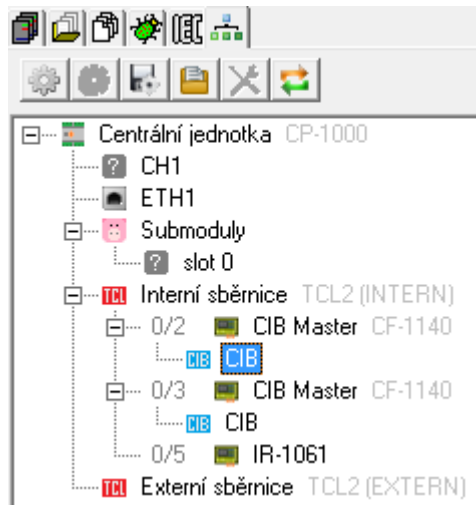 Centrální jednotka CP-1000
? CH1
ETH1
Submoduly
? slot 0
TCL Interní sběrnice TCL2 (INTERN)
0/2 CIB Master CF-1140
CIB CIB
0/3 CIB Master CF-1140
CIB CIB
0/5 IR-1061
TCL Externí sběrnice TCL2 (EXTERN)